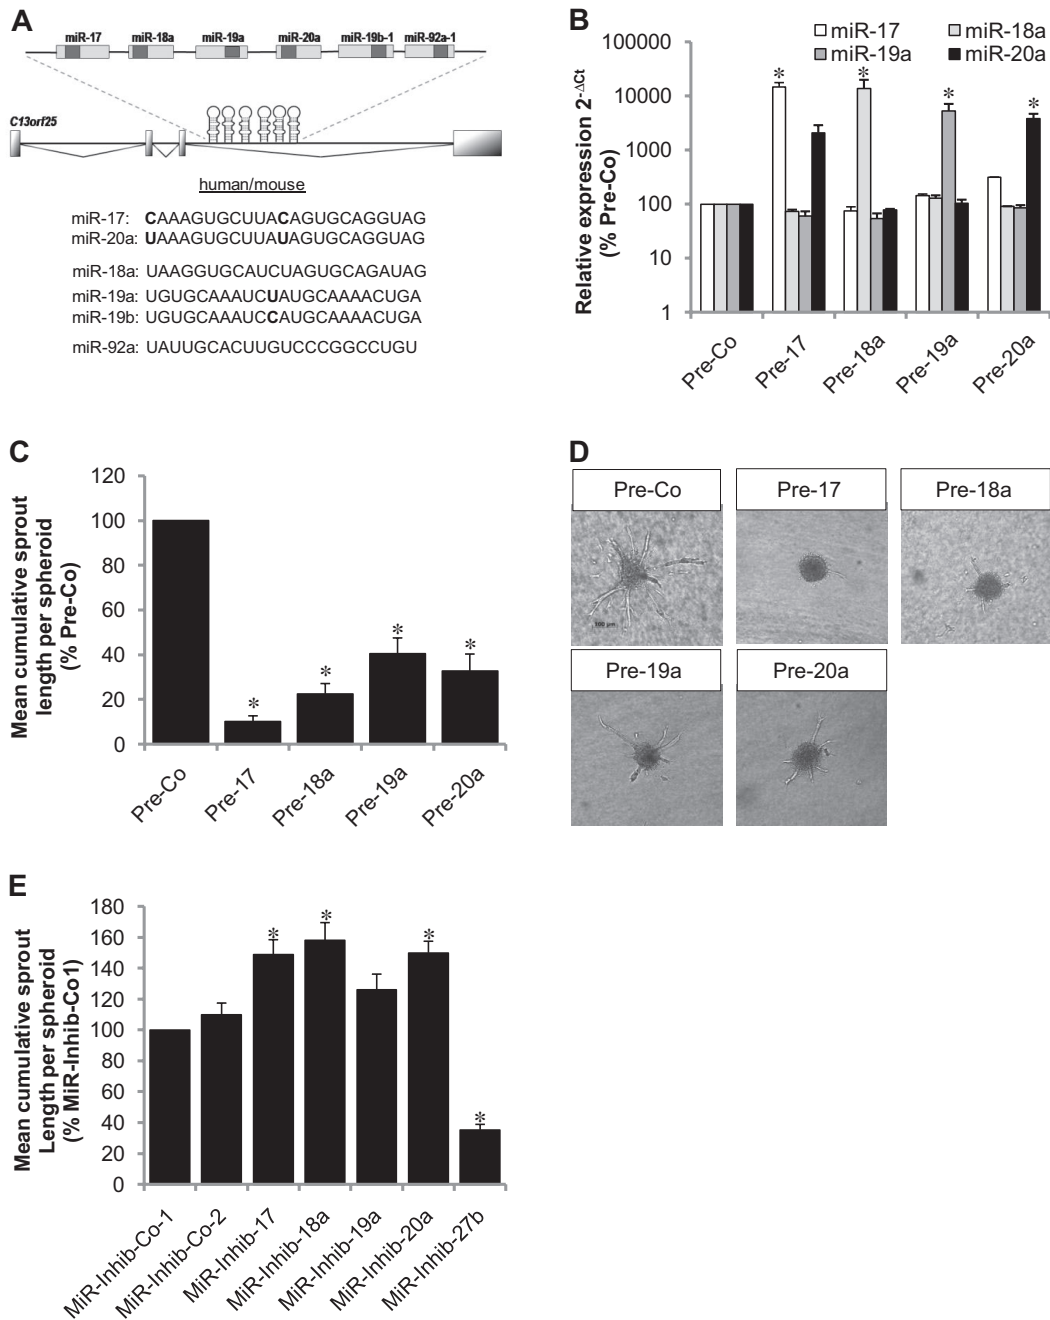 A
miR-17 miR-18a miR-19a miR-20a miR-19b-1 miR-92a-1
C13orf25
human/mouse
miR-17: CAAAGUGCUUACAGUGCAGGUAG
miR-20a: UAAAGUGCUUAUAGUGCAGGUAG
miR-18a: UAAGGUGCAUCUAGUGCAGAUAG
miR-19a: UGUGCAAAUCUAUGCAAAACUGA
miR-19b: UGUGCAAAUCCAUGCAAAACUGA
miR-92a: UAUUGCACUUGUCCCGGCCUGU
B
miR-17 miR-18a
miR-19a miR-20a
Relative expression 2-ΔCt
(% Pre-Co)
100000
10000
1000
100
10
1
* * * *
Pre-Co Pre-17 Pre-18a Pre-19a Pre-20a
C
Mean cumulative sprout
length per spheroid
(% Pre-Co)
120
100
80
60
40
20
0
* * * *
Pre-Co Pre-17 Pre-18a Pre-19a Pre-20a
D
Pre-Co Pre-17 Pre-18a
100 µm
Pre-19a Pre-20a
E
Mean cumulative sprout
Length per spheroid
(% MiR-Inhib-Co1)
180
160
140
120
100
80
60
40
20
0
* * * *
MiR-Inhib-Co-1 MiR-Inhib-Co-2 MiR-Inhib-17 MiR-Inhib-18a MiR-Inhib-19a MiR-Inhib-20a MiR-Inhib-27b